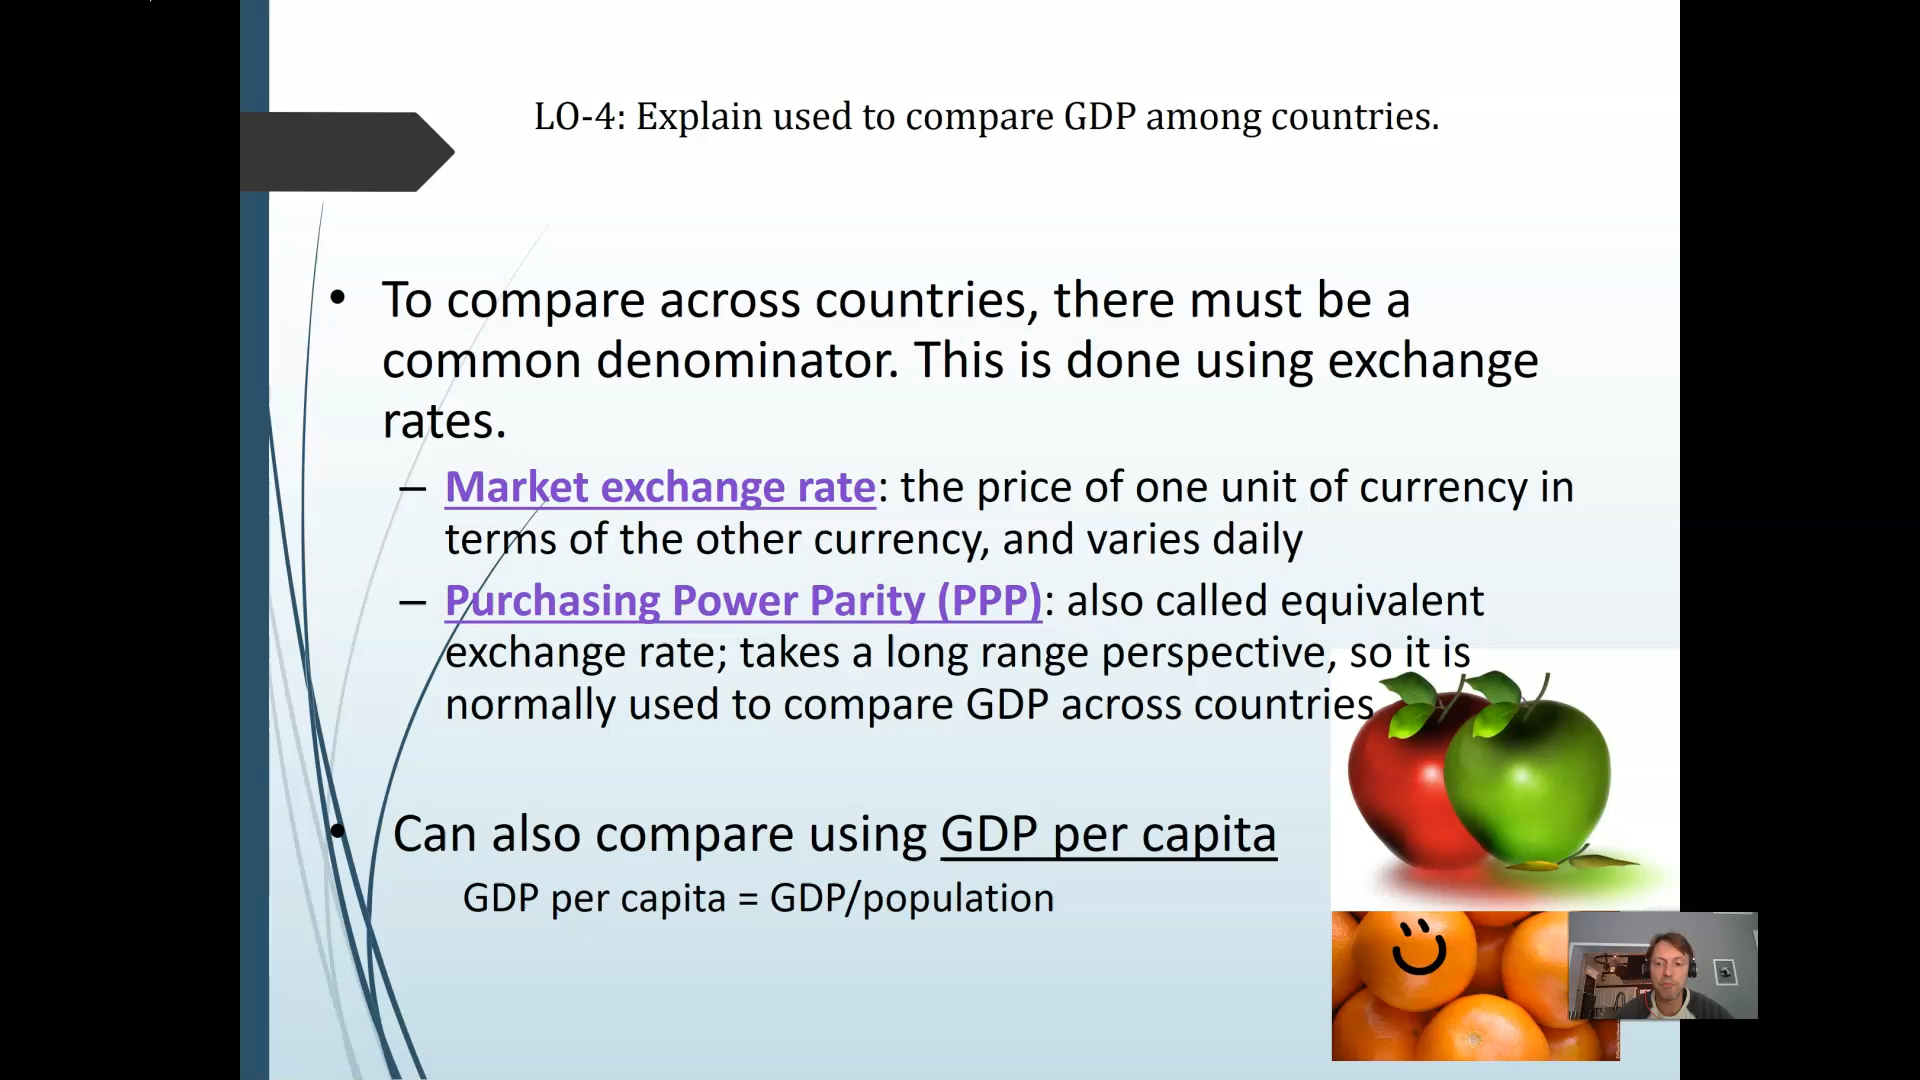 LO-4: Explain used to compare GDP among countries.
• To compare across countries, there must be a
common denominator. This is done using exchange
rates.
– Market exchange rate: the price of one unit of currency in
terms of the other currency, and varies daily
– Purchasing Power Parity (PPP): also called equivalent
exchange rate; takes a long range perspective, so it is
normally used to compare GDP across countries
• Can also compare using GDP per capita
GDP per capita = GDP/population